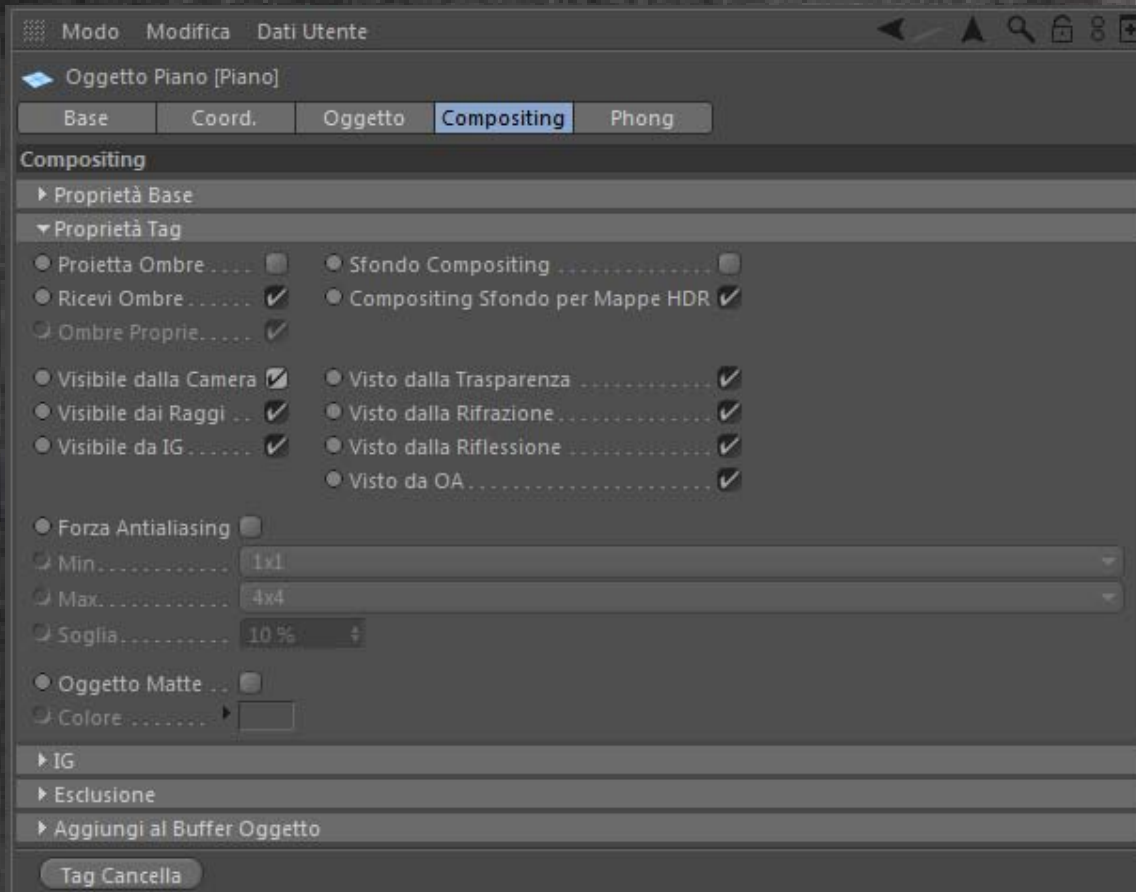 Modo Modifica Dati Utente
Oggetto Piano [Piano]
Base Coord. Oggetto Compositing Phong
Compositing
Proprietà Base
Proprietà Tag
Proietta Ombre .... Sfondo Compositing ..............
Ricevi Ombre ...... Compositing Sfondo per Mappe HDR
Ombre Proprie.....
Visibile dalla Camera Visto dalla Trasparenza ............
Visibile dai Raggi .. Visto dalla Rifrazione .............
Visibile da IG ...... Visto dalla Riflessione ............
Visto da OA ......................
Forza Antialiasing
Min ............ 1x1
Max ............ 4x4
Soglia .......... 10 %
Oggetto Matte ..
Colore .......
IG
Esclusione
Aggiungi al Buffer Oggetto
Tag Cancella